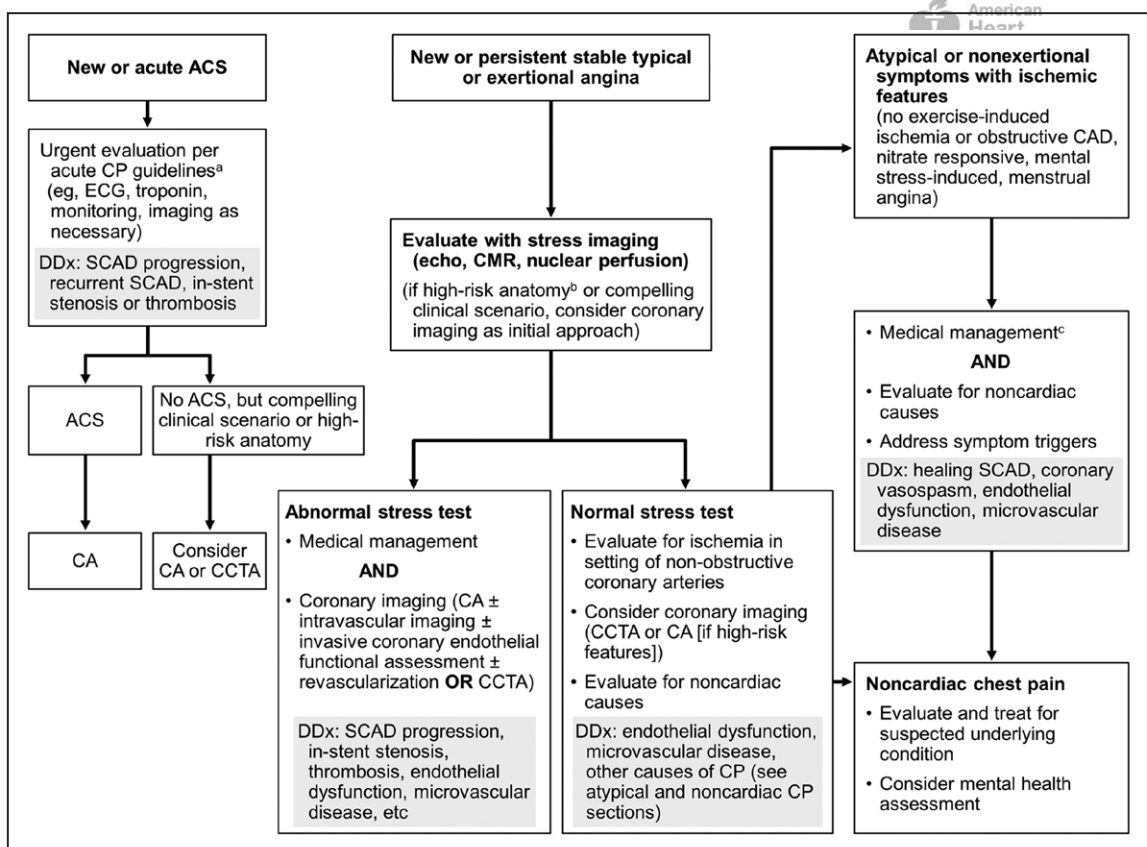 American
Heart
New or acute ACS
Urgent evaluation per
acute CP guidelinesᵃ
(eg, ECG, troponin,
monitoring, imaging as
necessary)
DDx: SCAD progression,
recurrent SCAD, in-stent
stenosis or thrombosis
ACS
No ACS, but compelling
clinical scenario or high-
risk anatomy
CA
Consider
CA or CCTA
New or persistent stable typical
or exertional angina
Evaluate with stress imaging
(echo, CMR, nuclear perfusion)
(if high-risk anatomyᵇ or compelling
clinical scenario, consider coronary
imaging as initial approach)
Abnormal stress test
• Medical management
AND
• Coronary imaging (CA ±
intravascular imaging ±
invasive coronary endothelial
functional assessment ±
revascularization OR CCTA)
DDx: SCAD progression,
in-stent stenosis,
thrombosis, endothelial
dysfunction, microvascular
disease, etc
Normal stress test
• Evaluate for ischemia in
setting of non-obstructive
coronary arteries
• Consider coronary imaging
(CCTA or CA [if high-risk
features])
• Evaluate for noncardiac
causes
DDx: endothelial dysfunction,
microvascular disease,
other causes of CP (see
atypical and noncardiac CP
sections)
Atypical or nonexertional
symptoms with ischemic
features
(no exercise-induced
ischemia or obstructive CAD,
nitrate responsive, mental
stress-induced, menstrual
angina)
• Medical managementᶜ
AND
• Evaluate for noncardiac
causes
• Address symptom triggers
DDx: healing SCAD, coronary
vasospasm, endothelial
dysfunction, microvascular
disease
Noncardiac chest pain
• Evaluate and treat for
suspected underlying
condition
• Consider mental health
assessment